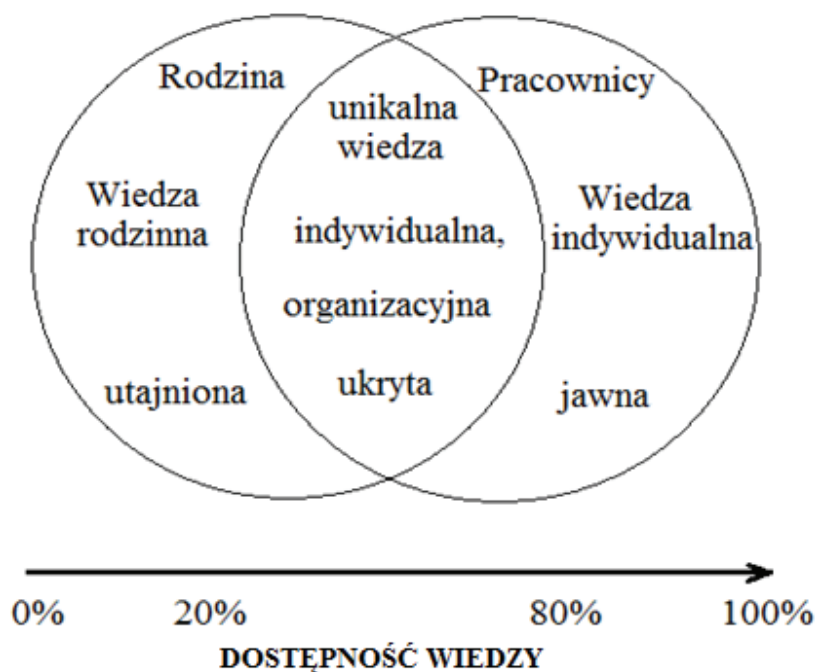 Rodzina
Wiedza
rodzinna
utajniona
unikalna
wiedza
indywidualna,
organizacyjna
ukryta
Pracownicy
Wiedza
indywidualna
jawna
0% 20% 80% 100%
DOSTĘPNOŚĆ WIEDZY